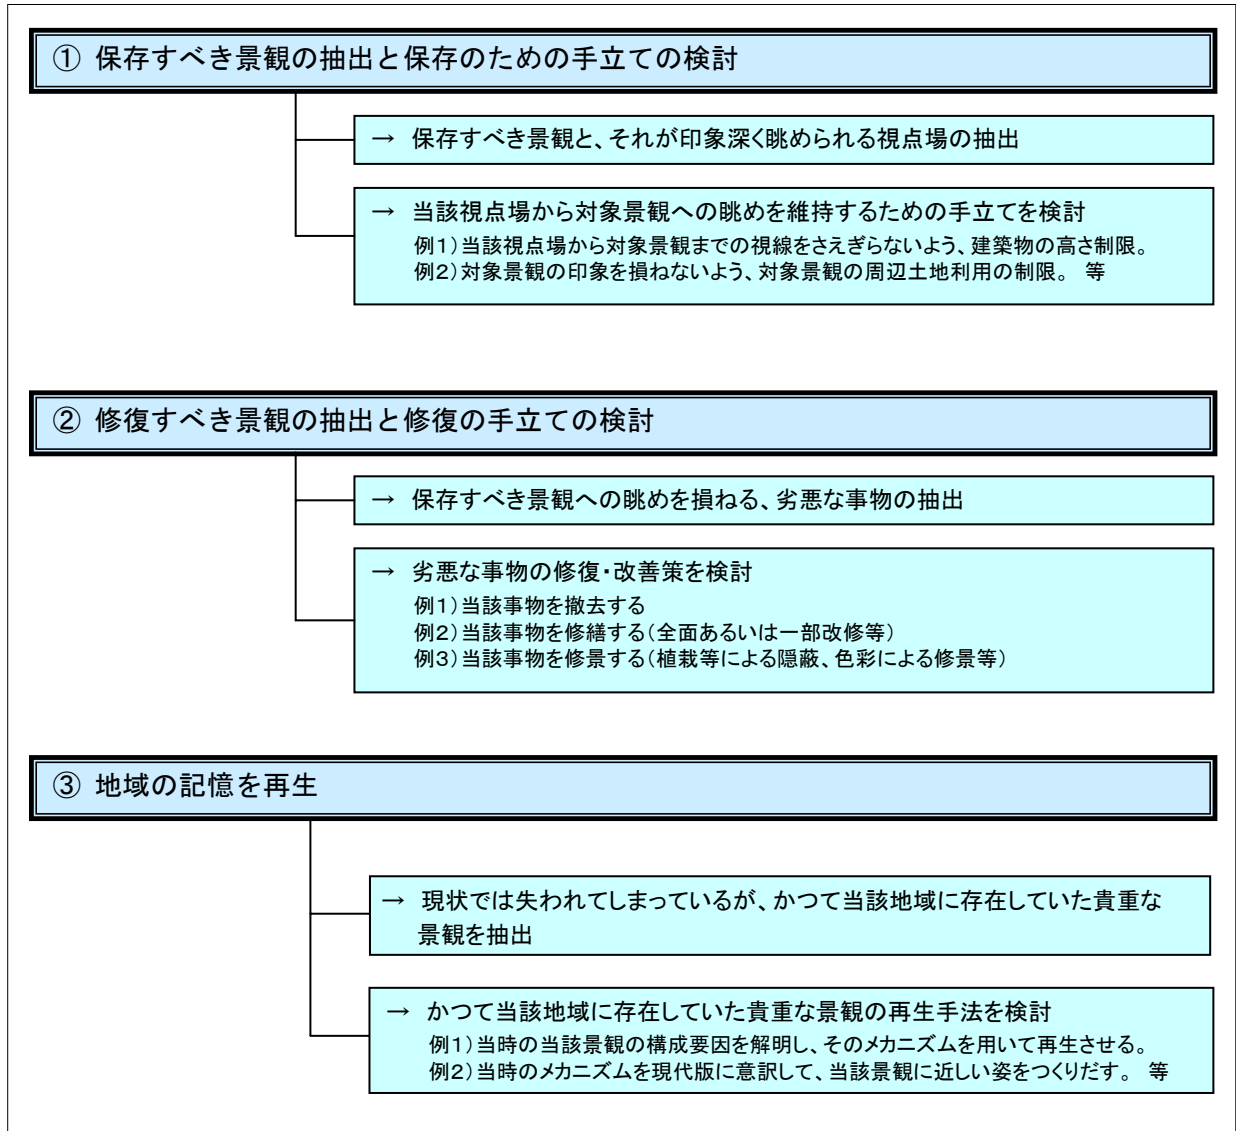 ① 保存すべき景観の抽出と保存のための手立ての検討
→ 保存すべき景観と、それが印象深く眺められる視点場の抽出
→ 当該視点場から対象景観への眺めを維持するための手立てを検討
例1)当該視点場から対象景観までの視線をさえぎらないよう、建築物の高さ制限。
例2)対象景観の印象を損ねないよう、対象景観の周辺土地利用の制限。 等
② 修復すべき景観の抽出と修復の手立ての検討
→ 保存すべき景観への眺めを損ねる、劣悪な事物の抽出
→ 劣悪な事物の修復・改善策を検討
例1)当該事物を撤去する
例2)当該事物を修繕する(全面あるいは一部改修等)
例3)当該事物を修景する(植栽等による隠蔽、色彩による修景等)
③ 地域の記憶を再生
→ 現状では失われてしまっているが、かつて当該地域に存在していた貴重な
景観を抽出
→ かつて当該地域に存在していた貴重な景観の再生手法を検討
例1)当時の当該景観の構成要因を解明し、そのメカニズムを用いて再生させる。
例2)当時のメカニズムを現代版に意訳して、当該景観に近しい姿をつくりだす。 等